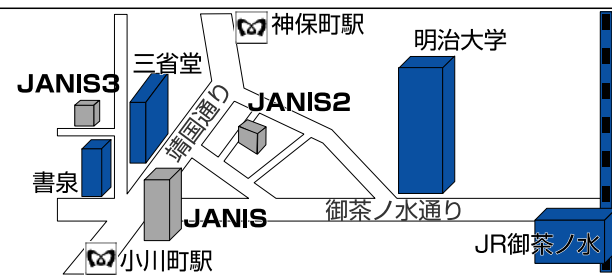 神保町駅
明治大学
三省堂
JANIS3
JANIS2
靖国通り
書泉
JANIS
御茶ノ水通り
JR御茶ノ水
小川町駅